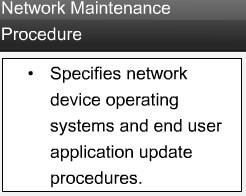 Network Maintenance
Procedure
• Specifies network
device operating
systems and end user
application update
procedures.